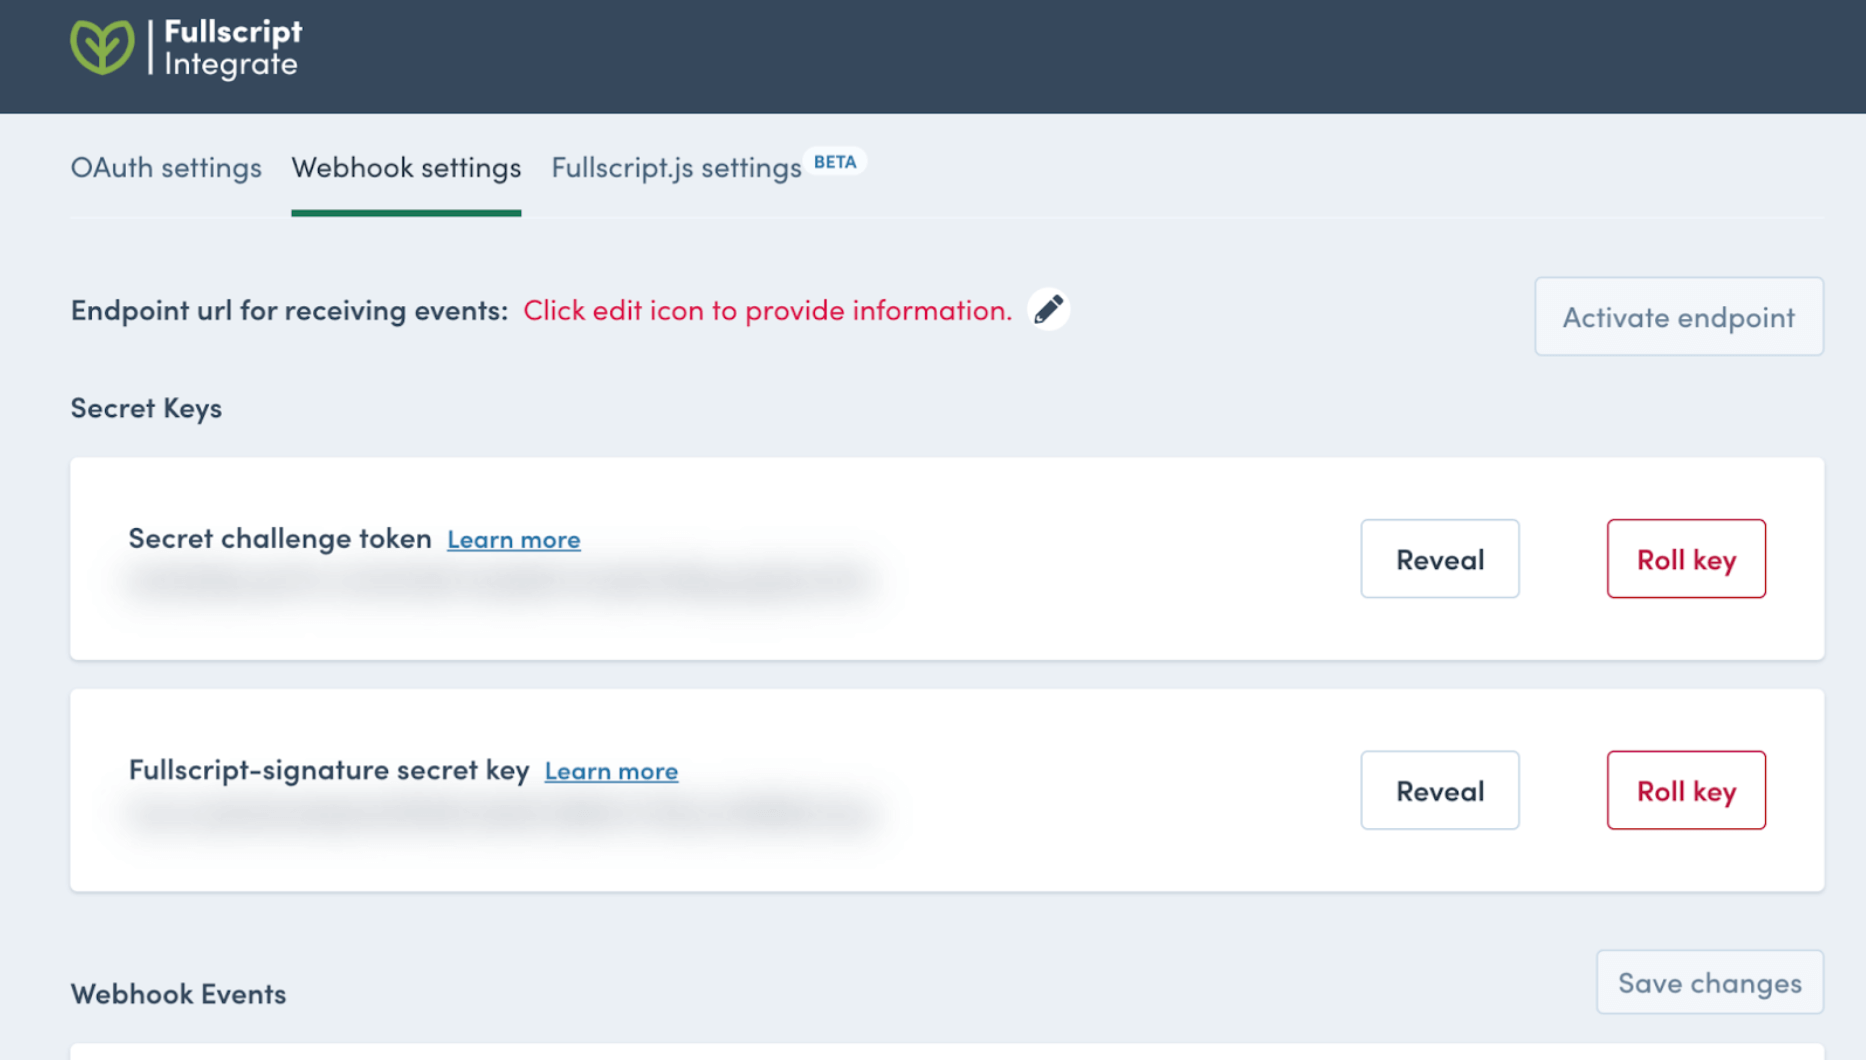 Fullscript
Integrate
OAuth settings Webhook settings Fullscript.js settings BETA
Endpoint url for receiving events: Click edit icon to provide information.
Activate endpoint
Secret Keys
Secret challenge token Learn more
Reveal Roll key
Fullscript-signature secret key Learn more
Reveal Roll key
Webhook Events
Save changes